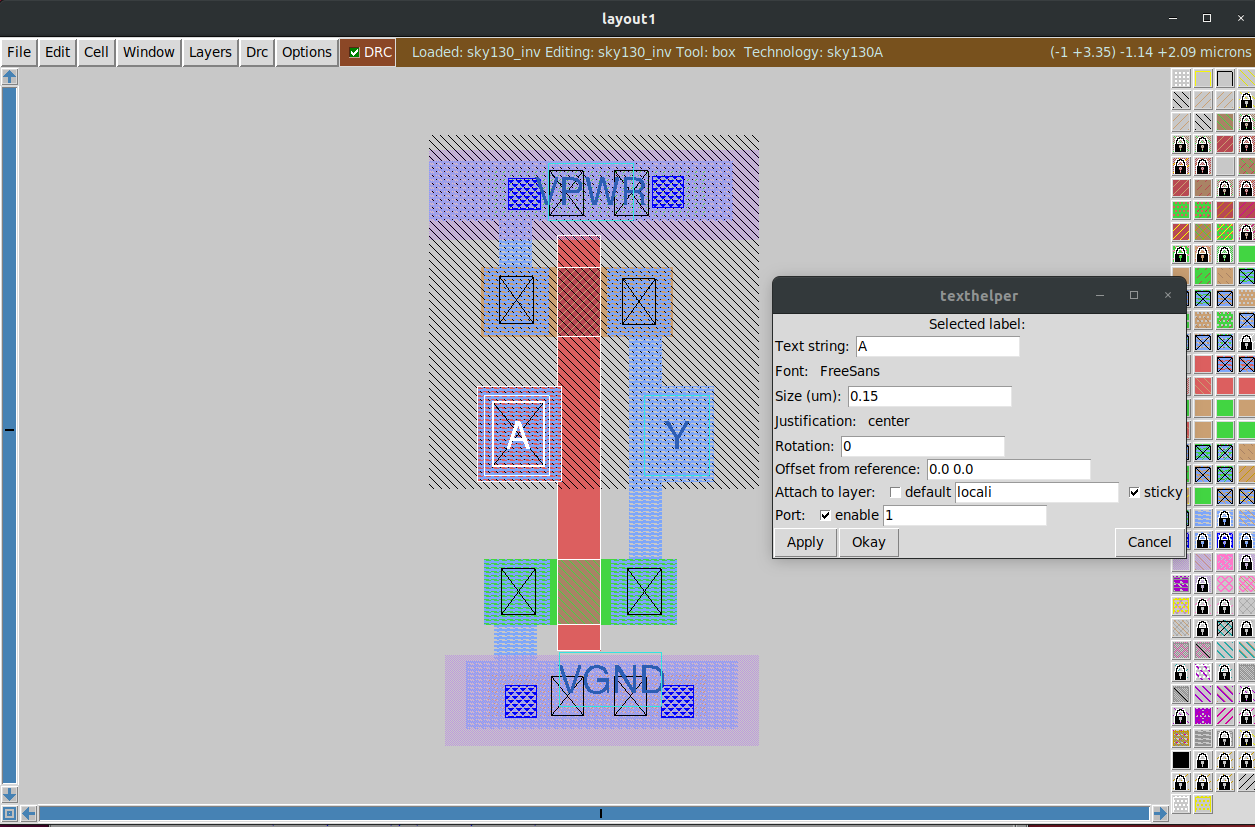 layout1
File Edit Cell Window Layers Drc Options DRC Loaded: sky130_inv Editing: sky130_inv Tool: box Technology: sky130A (-1 +3.35) -1.14 +2.09 microns
VPWR
A
Y
VGND
texthelper
Selected label:
Text string: A
Font: FreeSans
Size (um): 0.15
Justification: center
Rotation: 0
Offset from reference: 0.0 0.0
Attach to layer: default locali sticky
Port: enable 1
Apply Okay Cancel